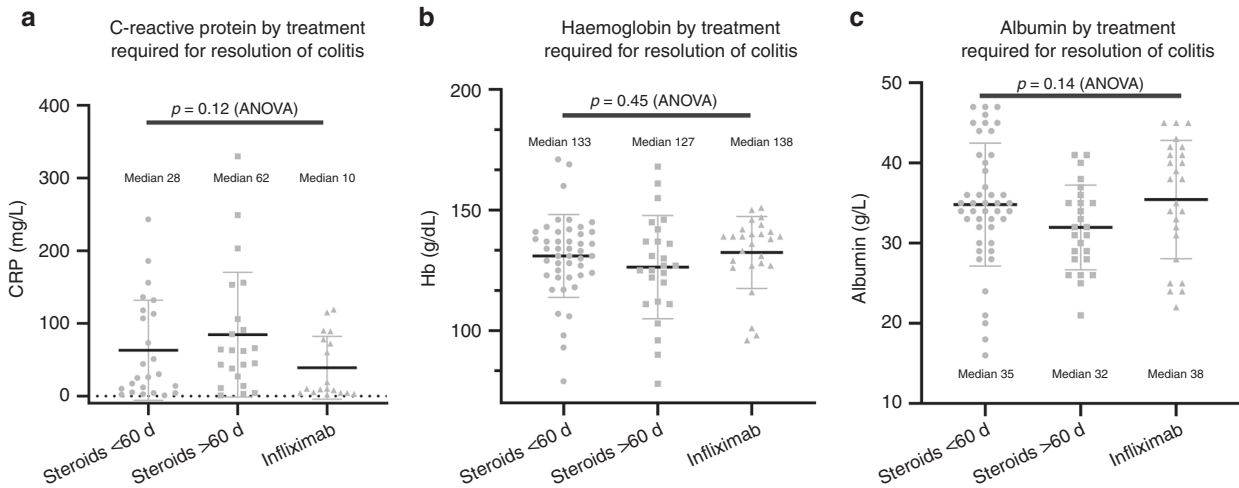 a
C-reactive protein by treatment
required for resolution of colitis
p = 0.12 (ANOVA)
Median 28
Median 62
Median 10
CRP (mg/L)
400
300
200
100
0
Steroids <60 d
Steroids >60 d
Infliximab
b
Haemoglobin by treatment
required for resolution of colitis
p = 0.45 (ANOVA)
Median 133
Median 127
Median 138
Hb (g/dL)
200
150
100
Steroids <60 d
Steroids >60 d
Infliximab
c
Albumin by treatment
required for resolution of colitis
p = 0.14 (ANOVA)
Albumin (g/L)
50
40
30
20
10
Median 35
Median 32
Median 38
Steroids <60 d
Steroids >60 d
Infliximab